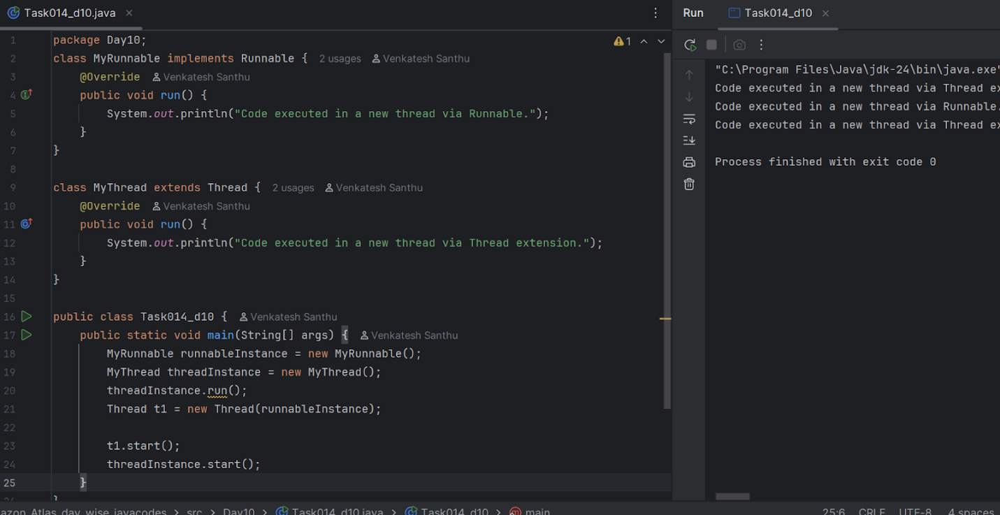 Task014_d10.java
Run Task014_d10
1 package Day10;
1
2 class MyRunnable implements Runnable { 2 usages Venkatesh Santhu
3 @Override Venkatesh Santhu
4 public void run() {
5 System.out.println("Code executed in a new thread via Runnable.");
6 }
7 }
8
9 class MyThread extends Thread { 2 usages Venkatesh Santhu
10 @Override Venkatesh Santhu
11 public void run() {
12 System.out.println("Code executed in a new thread via Thread extension.");
13 }
14 }
15
16 public class Task014_d10 { Venkatesh Santhu
17 public static void main(String[] args) { Venkatesh Santhu
18 MyRunnable runnableInstance = new MyRunnable();
19 MyThread threadInstance = new MyThread();
20 threadInstance.run();
21 Thread t1 = new Thread(runnableInstance);
22
23 t1.start();
24 threadInstance.start();
25 }
}
"C:\Program Files\Java\jdk-24\bin\java.exe"
Code executed in a new thread via Thread ex
Code executed in a new thread via Runnable.
Code executed in a new thread via Thread ex
Process finished with exit code 0
azon_Atlas_day_wise_javacodes > src > Day10 > Task014_d10.java > Task014_d10 > main 25:6 CRLF UTF-8 4 spaces